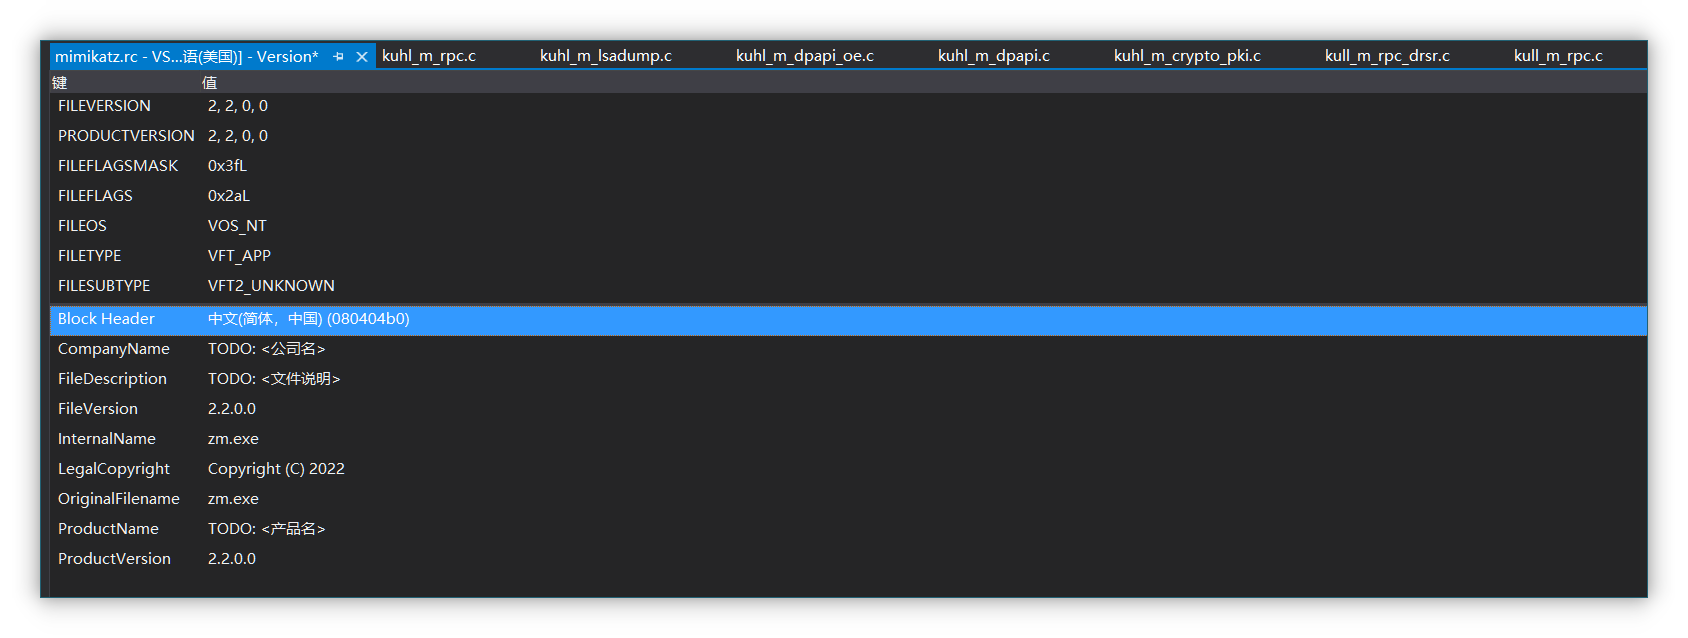 mimikatz.rc - VS...语(美国)] - Version* kuhl_m_rpc.c kuhl_m_lsadump.c kuhl_m_dpapi_oe.c kuhl_m_dpapi.c kuhl_m_crypto_pki.c kull_m_rpc_drsr.c kull_m_rpc.c
键 值
FILEVERSION 2, 2, 0, 0
PRODUCTVERSION 2, 2, 0, 0
FILEFLAGSMASK 0x3fL
FILEFLAGS 0x2aL
FILEOS VOS_NT
FILETYPE VFT_APP
FILESUBTYPE VFT2_UNKNOWN
Block Header 中文(简体，中国) (080404b0)
CompanyName TODO: <公司名>
FileDescription TODO: <文件说明>
FileVersion 2.2.0.0
InternalName zm.exe
LegalCopyright Copyright (C) 2022
OriginalFilename zm.exe
ProductName TODO: <产品名>
ProductVersion 2.2.0.0